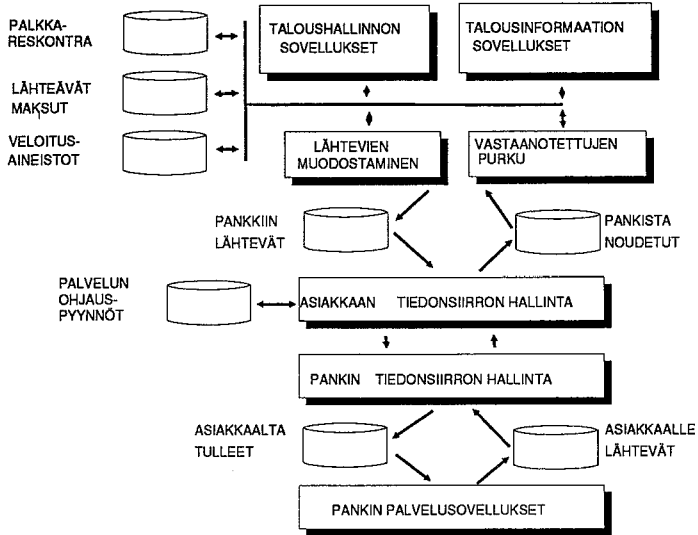 PALKKA-
RESKONTRA
TALOUSHALLINNON
SOVELLUKSET
TALOUSINFORMAATION
SOVELLUKSET
LÄHTEÄVÄT
MAKSUT
VELOITUS-
AINEISTOT
LÄHTEVIEN
MUODOSTAMINEN
VASTAANOTETTUJEN
PURKU
PANKKIIN
LÄHTEVÄT
PANKISTA
NOUDETUT
PALVELUN
OHJAUS-
PYYNNÖT
ASIAKKAAN TIEDONSIIRRON HALLINTA
PANKIN TIEDONSIIRRON HALLINTA
ASIAKKAALTA
TULLEET
ASIAKKAALLE
LÄHTEVÄT
PANKIN PALVELUSOVELLUKSET